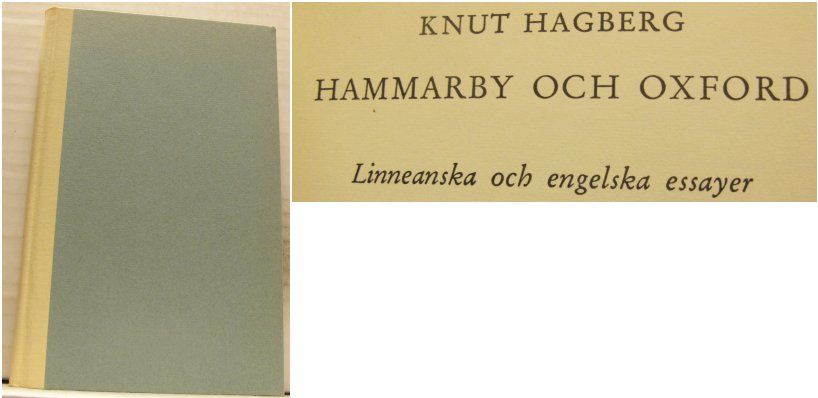 KNUT HAGBERG
HAMMARBY OCH OXFORD
Linneanska och engelska essayer